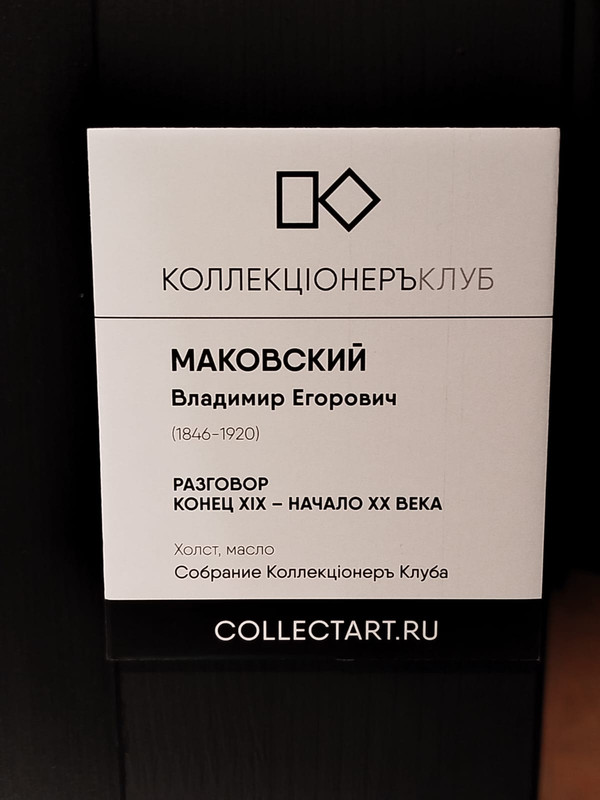 КОЛЛЕКЦІОНЕРЪКЛУБ
МАКОВСКИЙ
Владимир Егорович
(1846-1920)
РАЗГОВОР
КОНЕЦ XIX – НАЧАЛО XX ВЕКА
Холст, масло
Собрание Коллекціонеръ Клуба
COLLECTART.RU